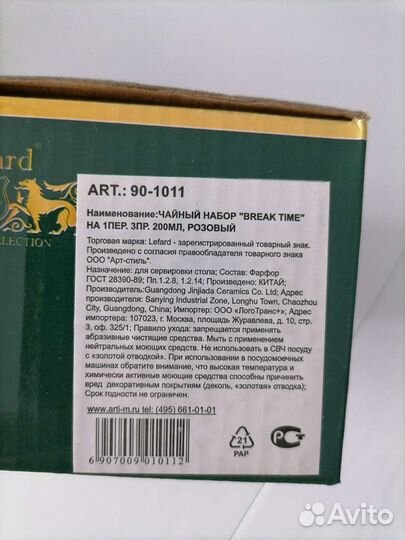 ard
LLECTION
ART.: 90-1011
Наименование:ЧАЙНЫЙ НАБОР "BREAK TIME"
НА 1ПЕР. 3ПР. 200МЛ, РОЗОВЫЙ
Торговая марка: Lefard - зарегистрированный товарный знак.
Произведено с согласия правообладателя товарного знака
ООО "Арт-стиль".
Назначение: для сервировки стола; Состав: Фарфор
ГОСТ 28390-89; Пп.1.2.8, 1.2.14; Произведено: КИТАЙ;
Производитель:Guangdong Jinjiada Ceramics Co. Ltd; Адрес
производителя: Sanying Industrial Zone, Longhu Town, Chaozhou
City, Guangdong, China; Импортер: ООО «ЛогоТранс+»; Адрес
импортера: 107023, г. Москва, площадь Журавлева, д. 10, стр.
3, оф. 325/1; Правило ухода: запрещается применять
абразивные чистящие средства. Мыть с применением
нейтральных моющих средств. Не использовать в СВЧ посуду
с «золотой отводкой». При использовании в посудомоечных
машинах обратите внимание, что высокая температура и
химически активные моющие средства способны причинить
вред декоративным покрытиям (деколь, «золотая» отводка);
Срок годности не ограничен.
www.arti-m.ru тел: (495) 661-01-01
6 907009 010112
21
PAP
РСТ
Avito